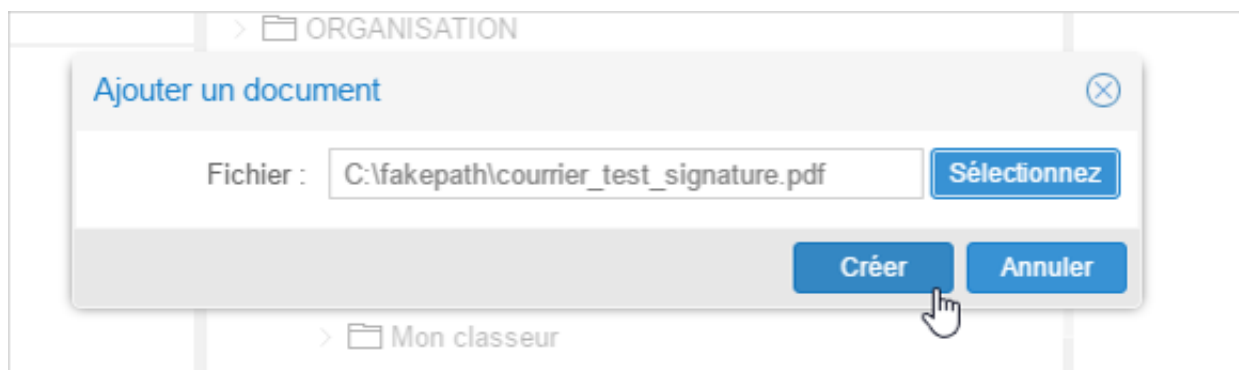 ORGANISATION
Ajouter un document
Fichier : C:\fakepath\courrier_test_signature.pdf Sélectionnez
Créer Annuler
Mon classeur